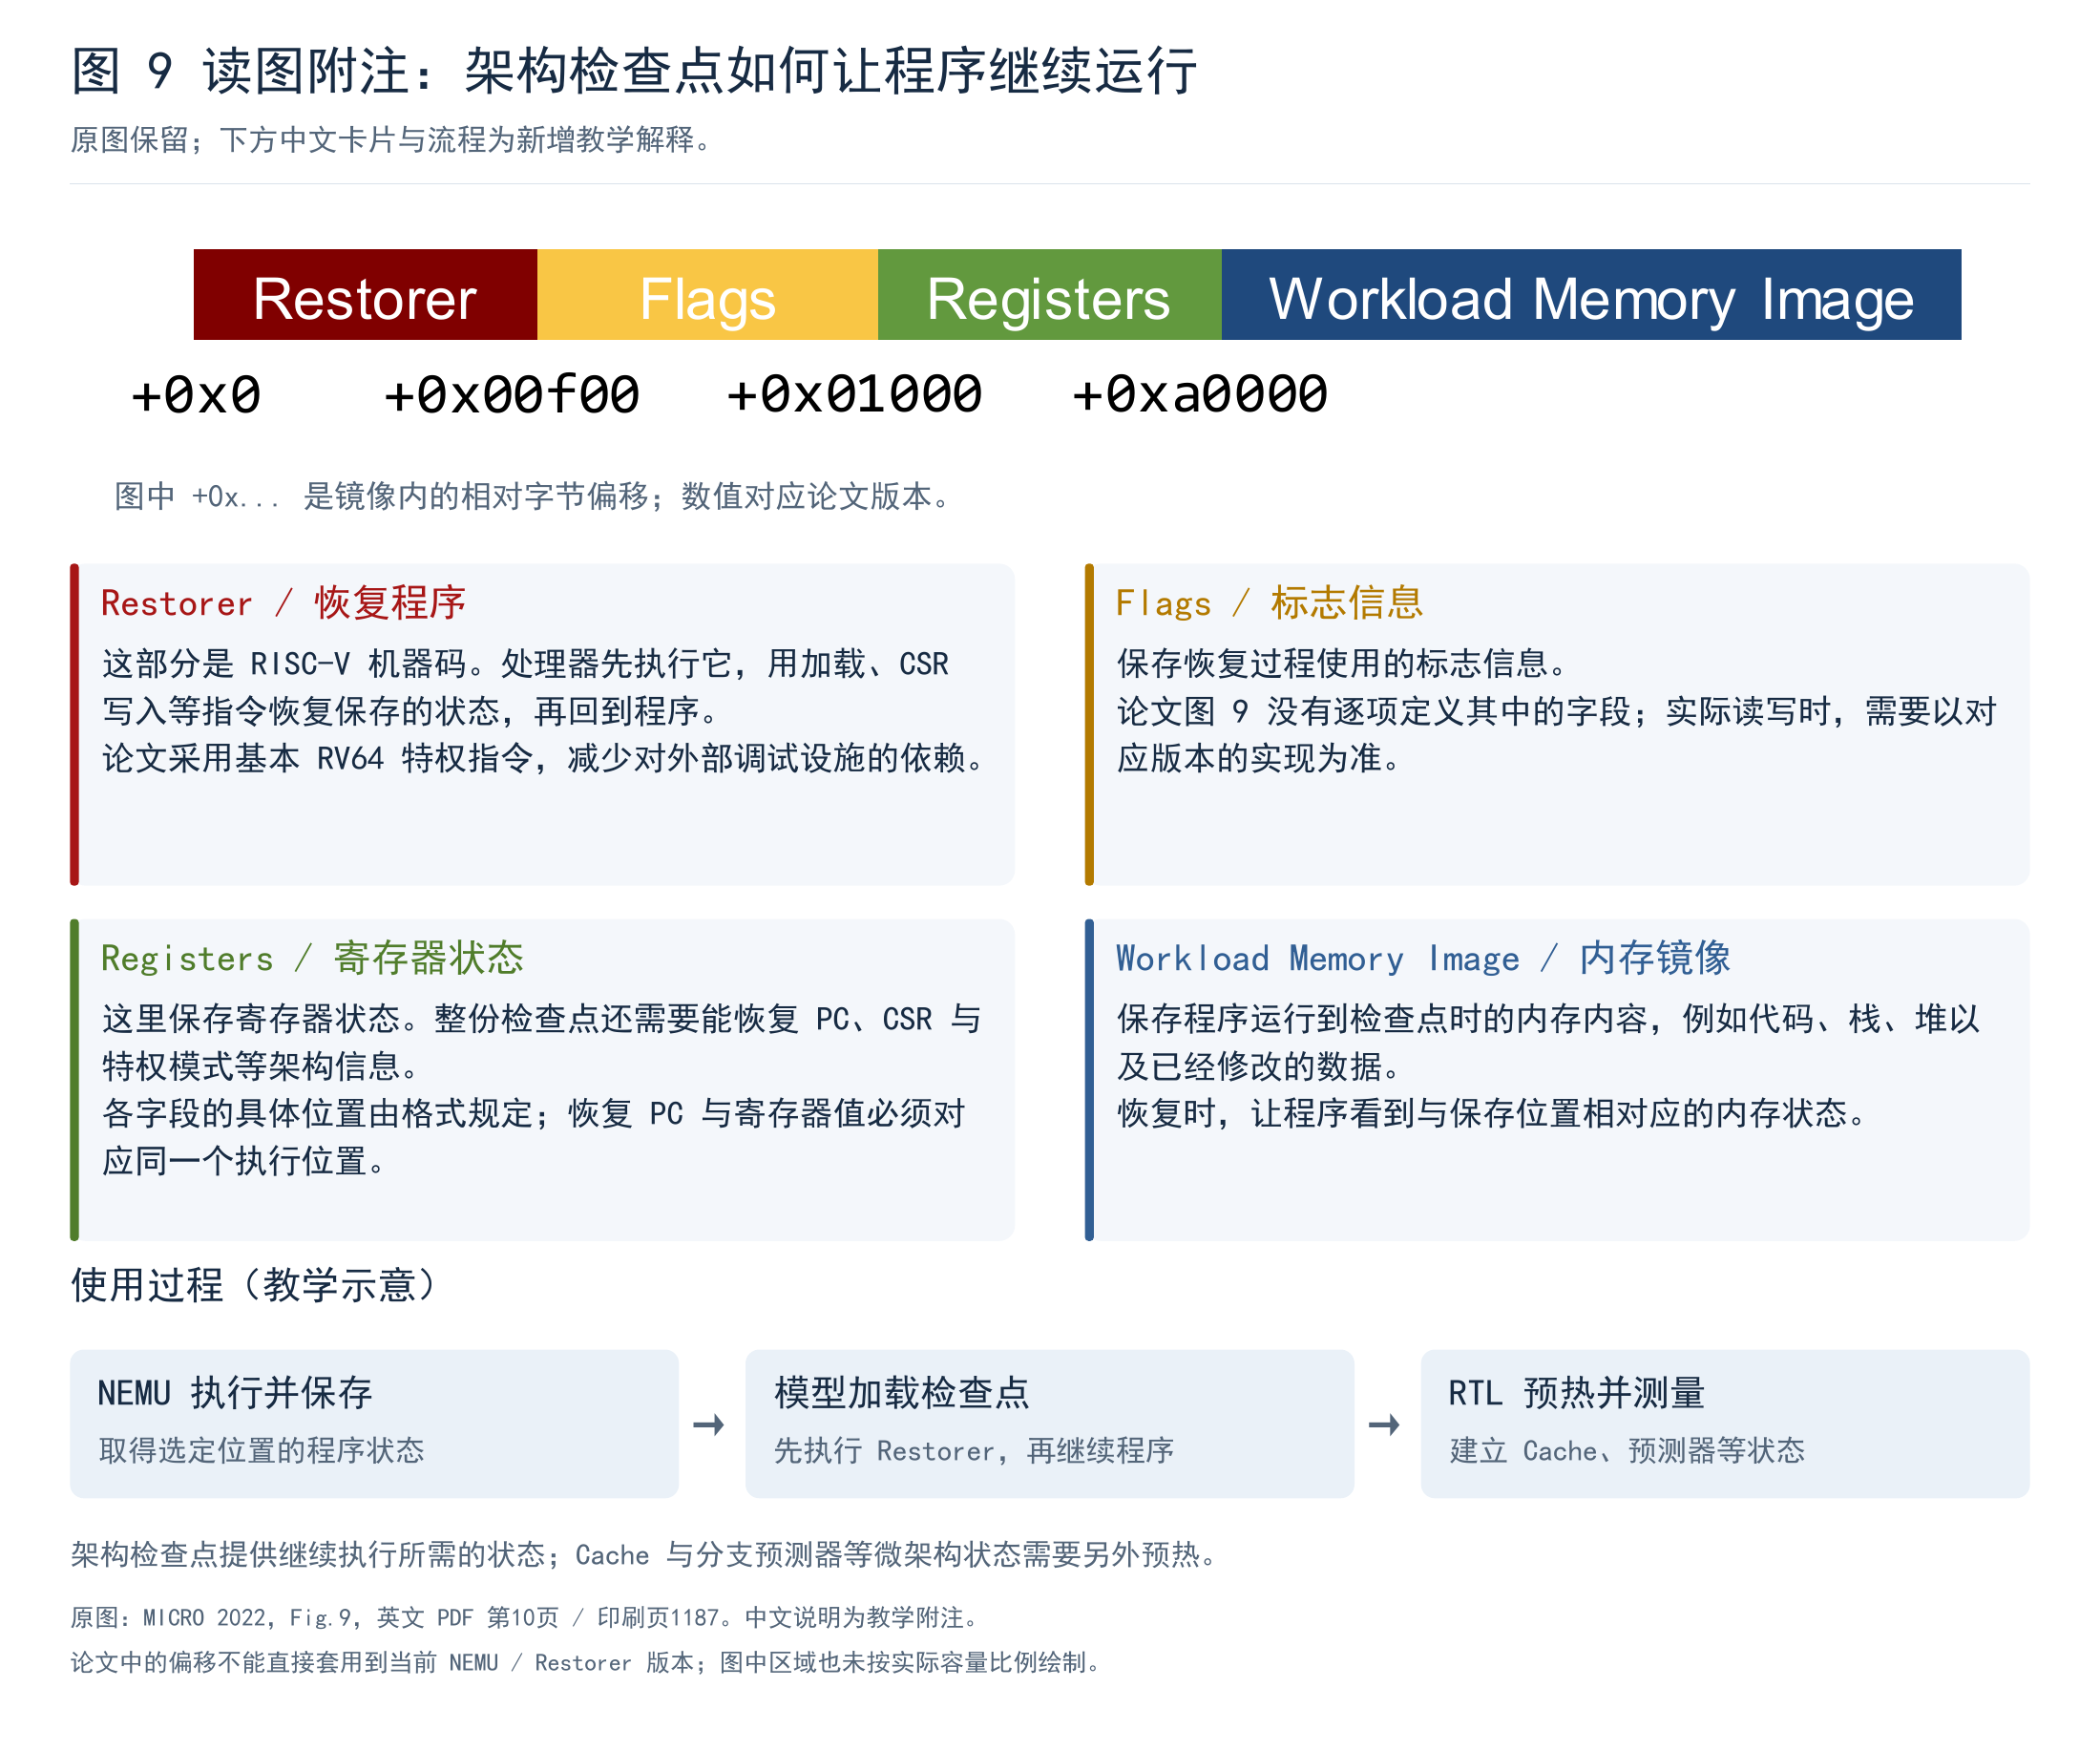 图 9 读图附注：架构检查点如何让程序继续运行
原图保留；下方中文卡片与流程为新增教学解释。
Restorer Flags Registers Workload Memory Image
+0x0 +0x00f00 +0x01000 +0xa0000
图中 +0x... 是镜像内的相对字节偏移；数值对应论文版本。
Restorer / 恢复程序
这部分是 RISC-V 机器码。处理器先执行它，用加载、CSR
写入等指令恢复保存的状态，再回到程序。
论文采用基本 RV64 特权指令，减少对外部调试设施的依赖。
Flags / 标志信息
保存恢复过程使用的标志信息。
论文图 9 没有逐项定义其中的字段；实际读写时，需要以对
应版本的实现为准。
Registers / 寄存器状态
这里保存寄存器状态。整份检查点还需要能恢复 PC、CSR 与
特权模式等架构信息。
各字段的具体位置由格式规定；恢复 PC 与寄存器值必须对
应同一个执行位置。
Workload Memory Image / 内存镜像
保存程序运行到检查点时的内存内容，例如代码、栈、堆以
及已经修改的数据。
恢复时，让程序看到与保存位置相对应的内存状态。
使用过程（教学示意）
NEMU 执行并保存
取得选定位置的程序状态
→
模型加载检查点
先执行 Restorer，再继续程序
→
RTL 预热并测量
建立 Cache、预测器等状态
架构检查点提供继续执行所需的状态；Cache 与分支预测器等微架构状态需要另外预热。
原图：MICRO 2022，Fig.9，英文 PDF 第10页 / 印刷页1187。中文说明为教学附注。
论文中的偏移不能直接套用到当前 NEMU / Restorer 版本；图中区域也未按实际容量比例绘制。